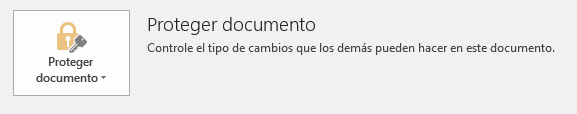 Proteger documento
Controle el tipo de cambios que los demás pueden hacer en este documento.
Proteger
documento